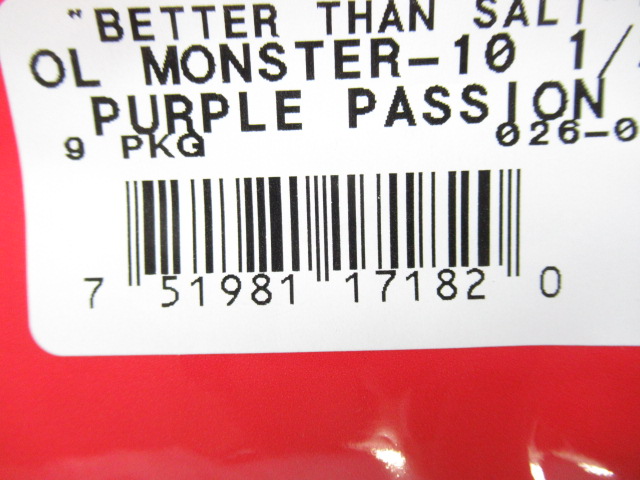 "BETTER THAN SALT"
OL MONSTER-10 1/
PURPLE PASSION
9 PKG 026-0
7 51981 17182 0